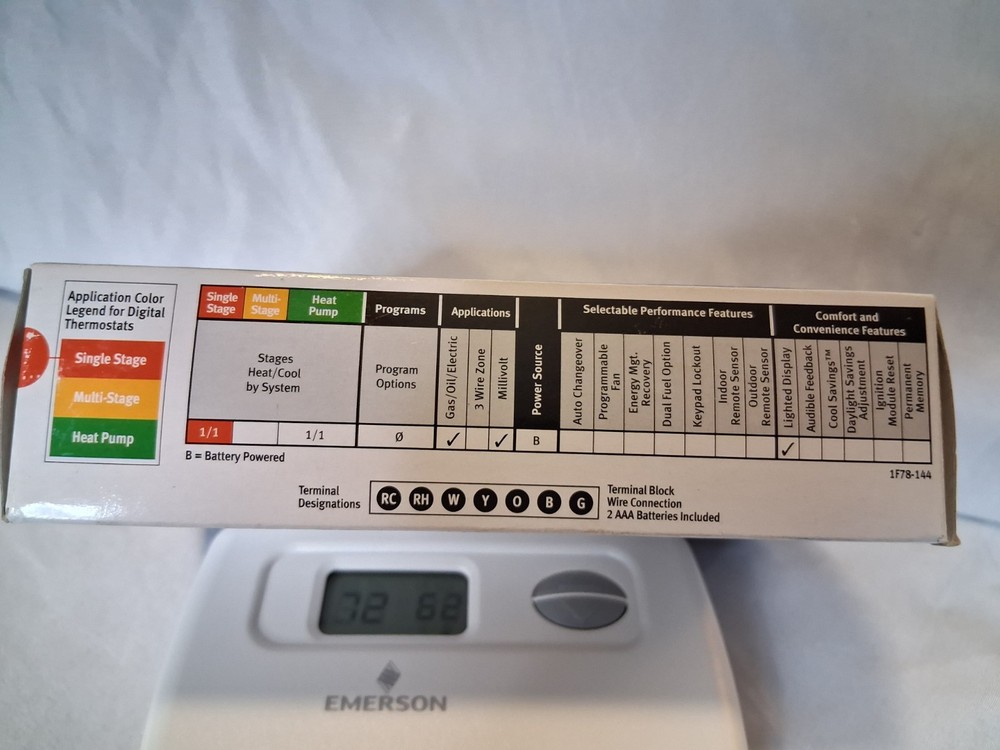 Application Color
Legend for Digital
Thermostats
Single Stage
Multi-Stage
Heat Pump
Single
Stage
Multi-
Stage
Heat
Pump
Programs
Applications
Power Source
Selectable Performance Features
Comfort and
Convenience Features
Stages
Heat/Cool
by System
Program
Options
Gas/Oil/Electric
3 Wire Zone
Millivolt
Auto Changeover
Programmable
Fan
Energy Mgt.
Recovery
Dual Fuel Option
Keypad Lockout
Indoor
Remote Sensor
Outdoor
Remote Sensor
Lighted Display
Audible Feedback
Cool Savings™
Daylight Savings
Adjustment
Ignition
Module Reset
Permanent
Memory
1/1 1/1 Ø ✓ ✓ B ✓
B = Battery Powered
1F78-144
Terminal
Designations
RC RH W Y O B G
Terminal Block
Wire Connection
2 AAA Batteries Included
72 68
EMERSON